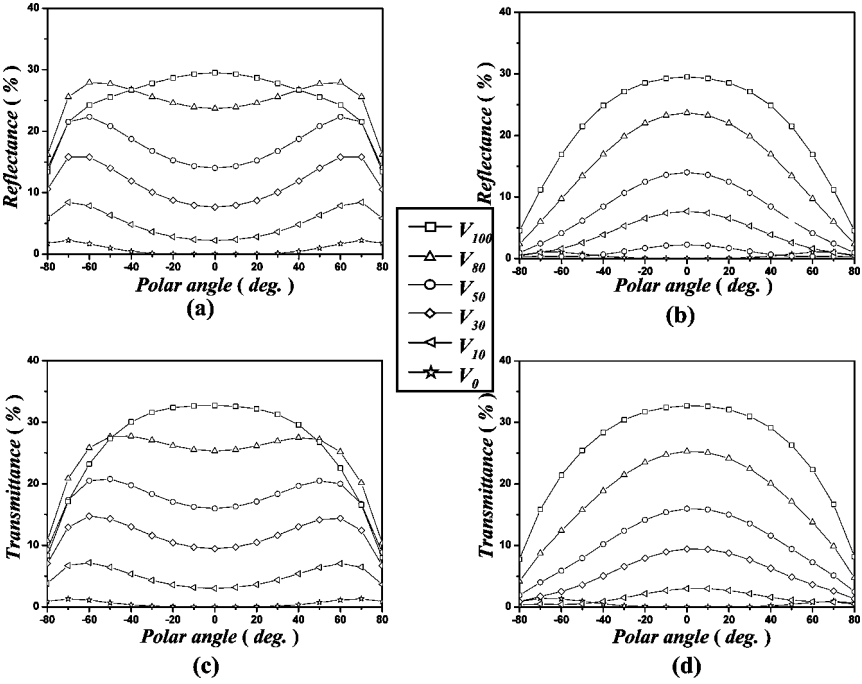 40
30
20
10
0
Reflectance ( % )
-80 -60 -40 -20 0 20 40 60 80
Polar angle ( deg. )
(a)
40
30
20
10
0
Reflectance ( % )
-80 -60 -40 -20 0 20 40 60 80
Polar angle ( deg. )
(b)
V100
V80
V50
V30
V10
V0
40
30
20
10
0
Transmittance ( % )
-80 -60 -40 -20 0 20 40 60 80
Polar angle ( deg. )
(c)
40
30
20
10
0
Transmittance ( % )
-80 -60 -40 -20 0 20 40 60 80
Polar angle ( deg. )
(d)